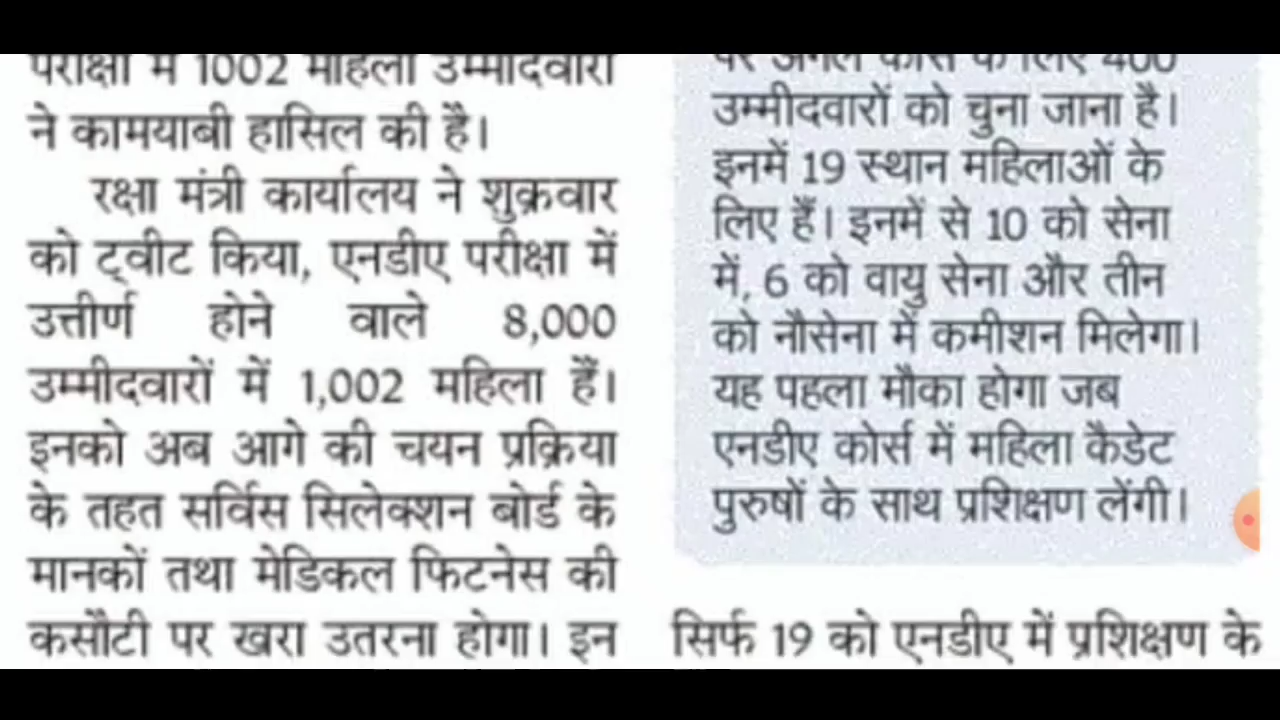 परीक्षा में 1002 महिला उम्मीदवारों
ने कामयाबी हासिल की है।
रक्षा मंत्री कार्यालय ने शुक्रवार
को ट्वीट किया, एनडीए परीक्षा में
उत्तीर्ण होने वाले 8,000
उम्मीदवारों में 1,002 महिला हैं।
इनको अब आगे की चयन प्रक्रिया
के तहत सर्विस सिलेक्शन बोर्ड के
मानकों तथा मेडिकल फिटनेस की
कसौटी पर खरा उतरना होगा। इन
पर अगले कोर्स के लिए 400
उम्मीदवारों को चुना जाना है।
इनमें 19 स्थान महिलाओं के
लिए हैं। इनमें से 10 को सेना
में, 6 को वायु सेना और तीन
को नौसेना में कमीशन मिलेगा।
यह पहला मौका होगा जब
एनडीए कोर्स में महिला कैडेट
पुरुषों के साथ प्रशिक्षण लेंगी।
सिर्फ 19 को एनडीए में प्रशिक्षण के